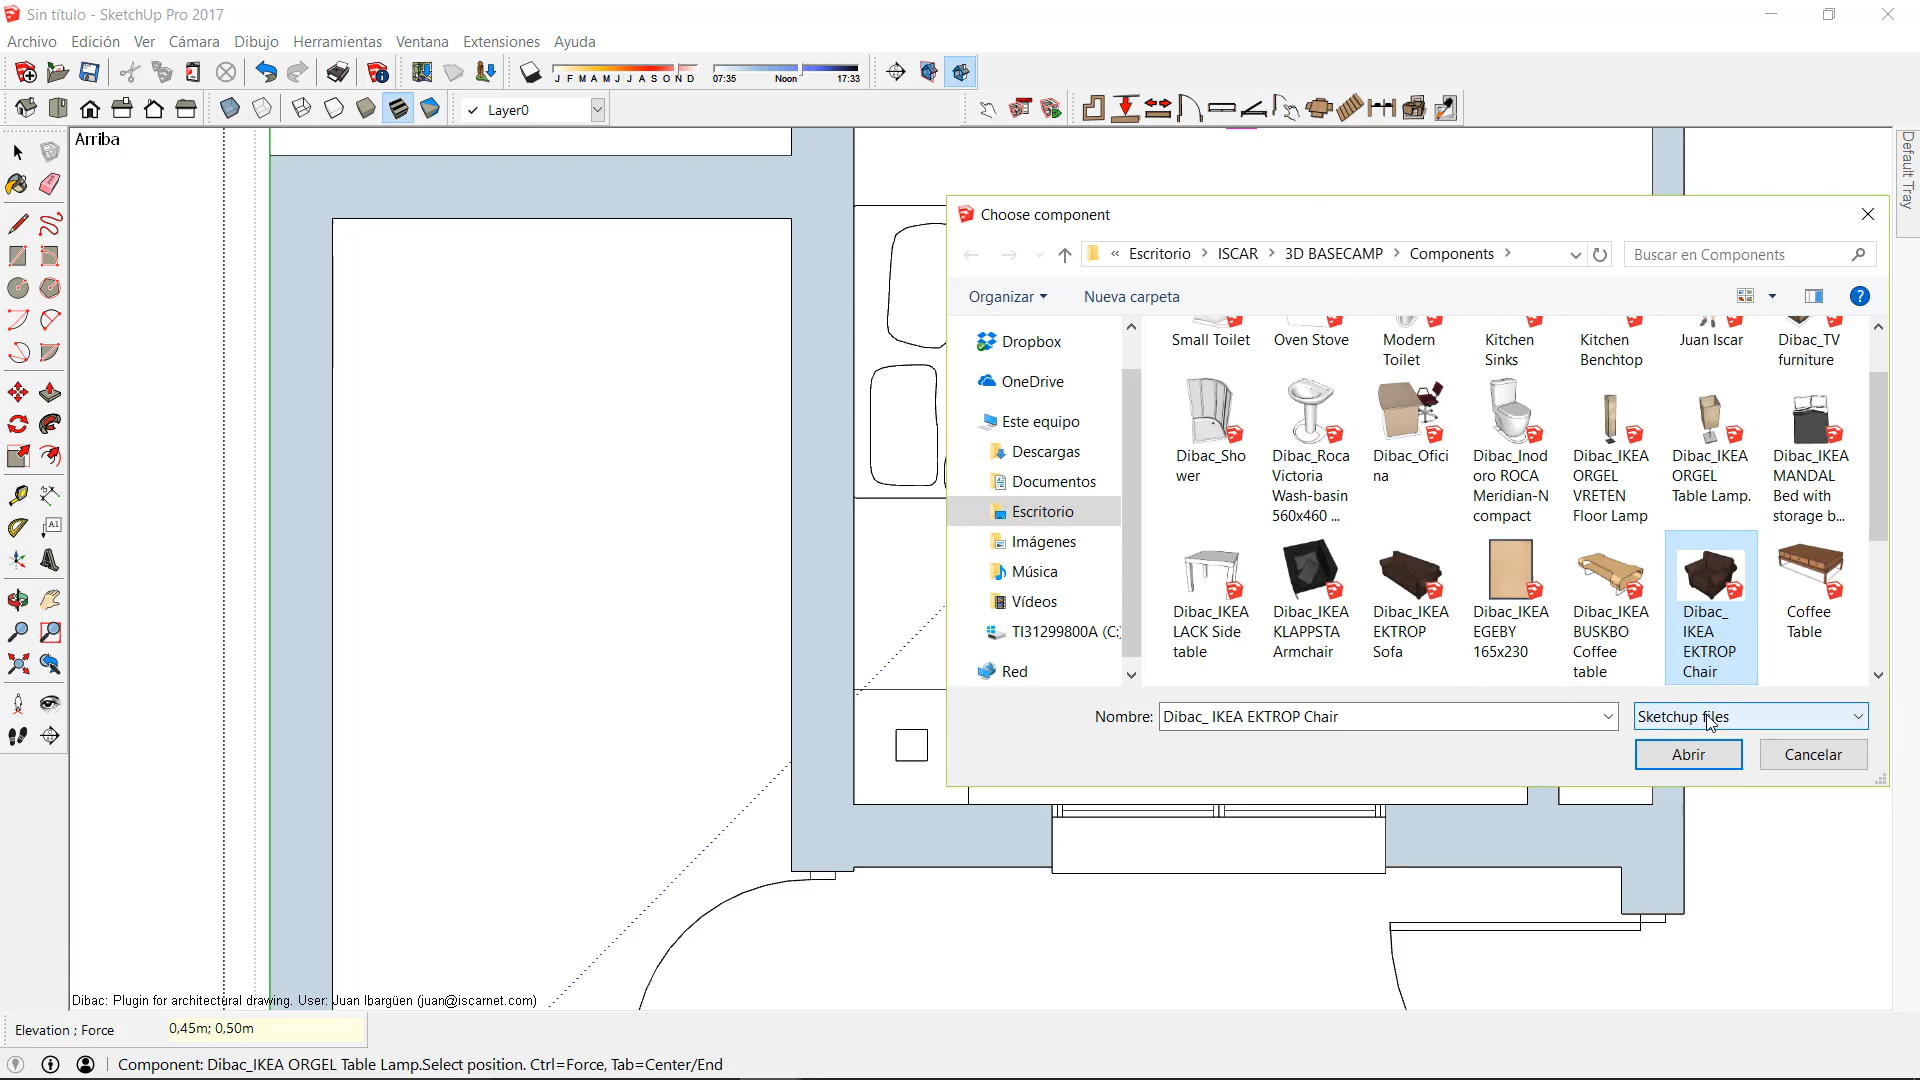 Sin título - SketchUp Pro 2017
Archivo Edición Ver Cámara Dibujo Herramientas Ventana Extensiones Ayuda
J F M A M J J A S O N D
07:35 Noon 17:33
Layer0
Arriba
Default Tray
Choose component
« Escritorio > ISCAR > 3D BASECAMP > Components >
Buscar en Components
Organizar
Nueva carpeta
Dropbox
OneDrive
Este equipo
Descargas
Documentos
Escritorio
Imágenes
Música
Vídeos
TI31299800A (C:)
Red
Small Toilet
Oven Stove
Modern
Toilet
Kitchen
Sinks
Kitchen
Benchtop
Juan Iscar
Dibac_TV
furniture
Dibac_Sho
wer
Dibac_Roca
Victoria
Wash-basin
560x460 ...
Dibac_Ofici
na
Dibac_Inod
oro ROCA
Meridian-N
compact
Dibac_IKEA
ORGEL
VRETEN
Floor Lamp
Dibac_IKEA
ORGEL
Table Lamp.
Dibac_IKEA
MANDAL
Bed with
storage b...
Dibac_IKEA
LACK Side
table
Dibac_IKEA
KLAPPSTA
Armchair
Dibac_IKEA
EKTROP
Sofa
Dibac_IKEA
EGEBY
165x230
Dibac_IKEA
BUSKBO
Coffee
table
Dibac_
IKEA
EKTROP
Chair
Coffee
Table
Nombre: Dibac_ IKEA EKTROP Chair
Sketchup files
Abrir
Cancelar
Dibac: Plugin for architectural drawing. User: Juan Ibargüen (juan@iscarnet.com)
Elevation ; Force 0,45m; 0,50m
Component: Dibac_IKEA ORGEL Table Lamp.Select position. Ctrl=Force, Tab=Center/End